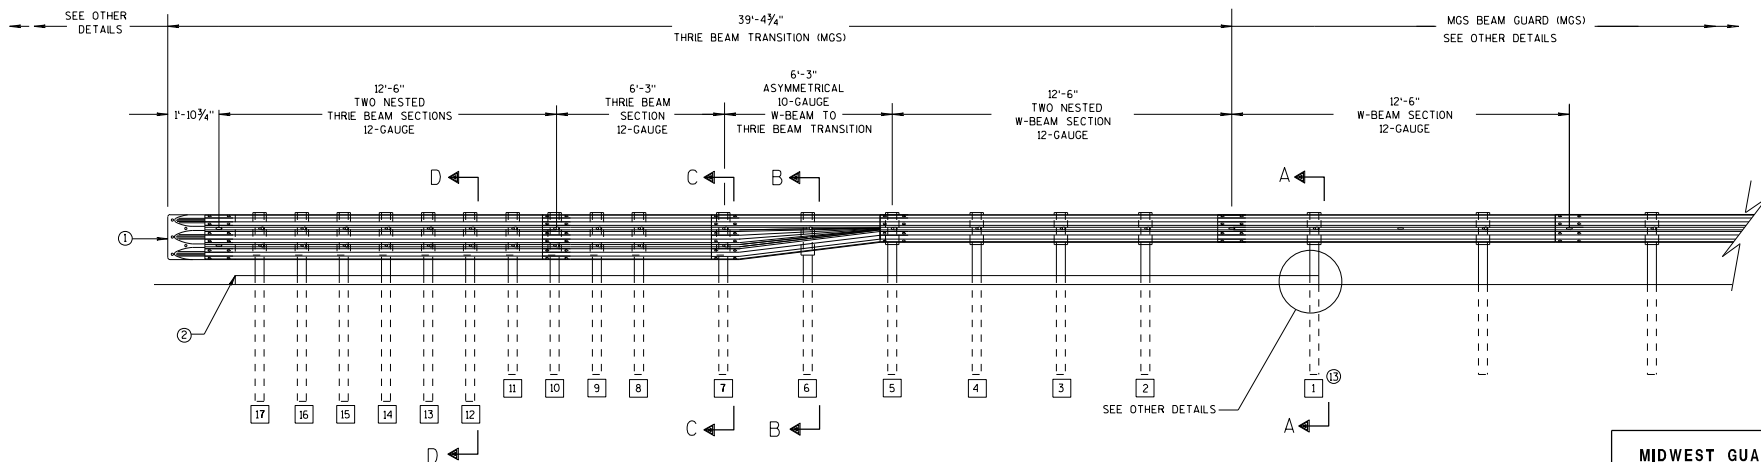 SEE OTHER
DETAILS
39'-4¾"
THRIE BEAM TRANSITION (MGS)
MGS BEAM GUARD (MGS)
SEE OTHER DETAILS
1'-10¾"
12'-6"
TWO NESTED
THRIE BEAM SECTIONS
12-GAUGE
6'-3"
THRIE BEAM
SECTION
12-GAUGE
6'-3"
ASYMMETRICAL
10-GAUGE
W-BEAM TO
THRIE BEAM TRANSITION
12'-6"
TWO NESTED
W-BEAM SECTION
12-GAUGE
12'-6"
W-BEAM SECTION
12-GAUGE
D
C
B
A
1
2
17
16
15
14
13
12
11
10
9
8
7
6
5
4
3
2
1
13
SEE OTHER DETAILS
D
C
B
A
MIDWEST GUA